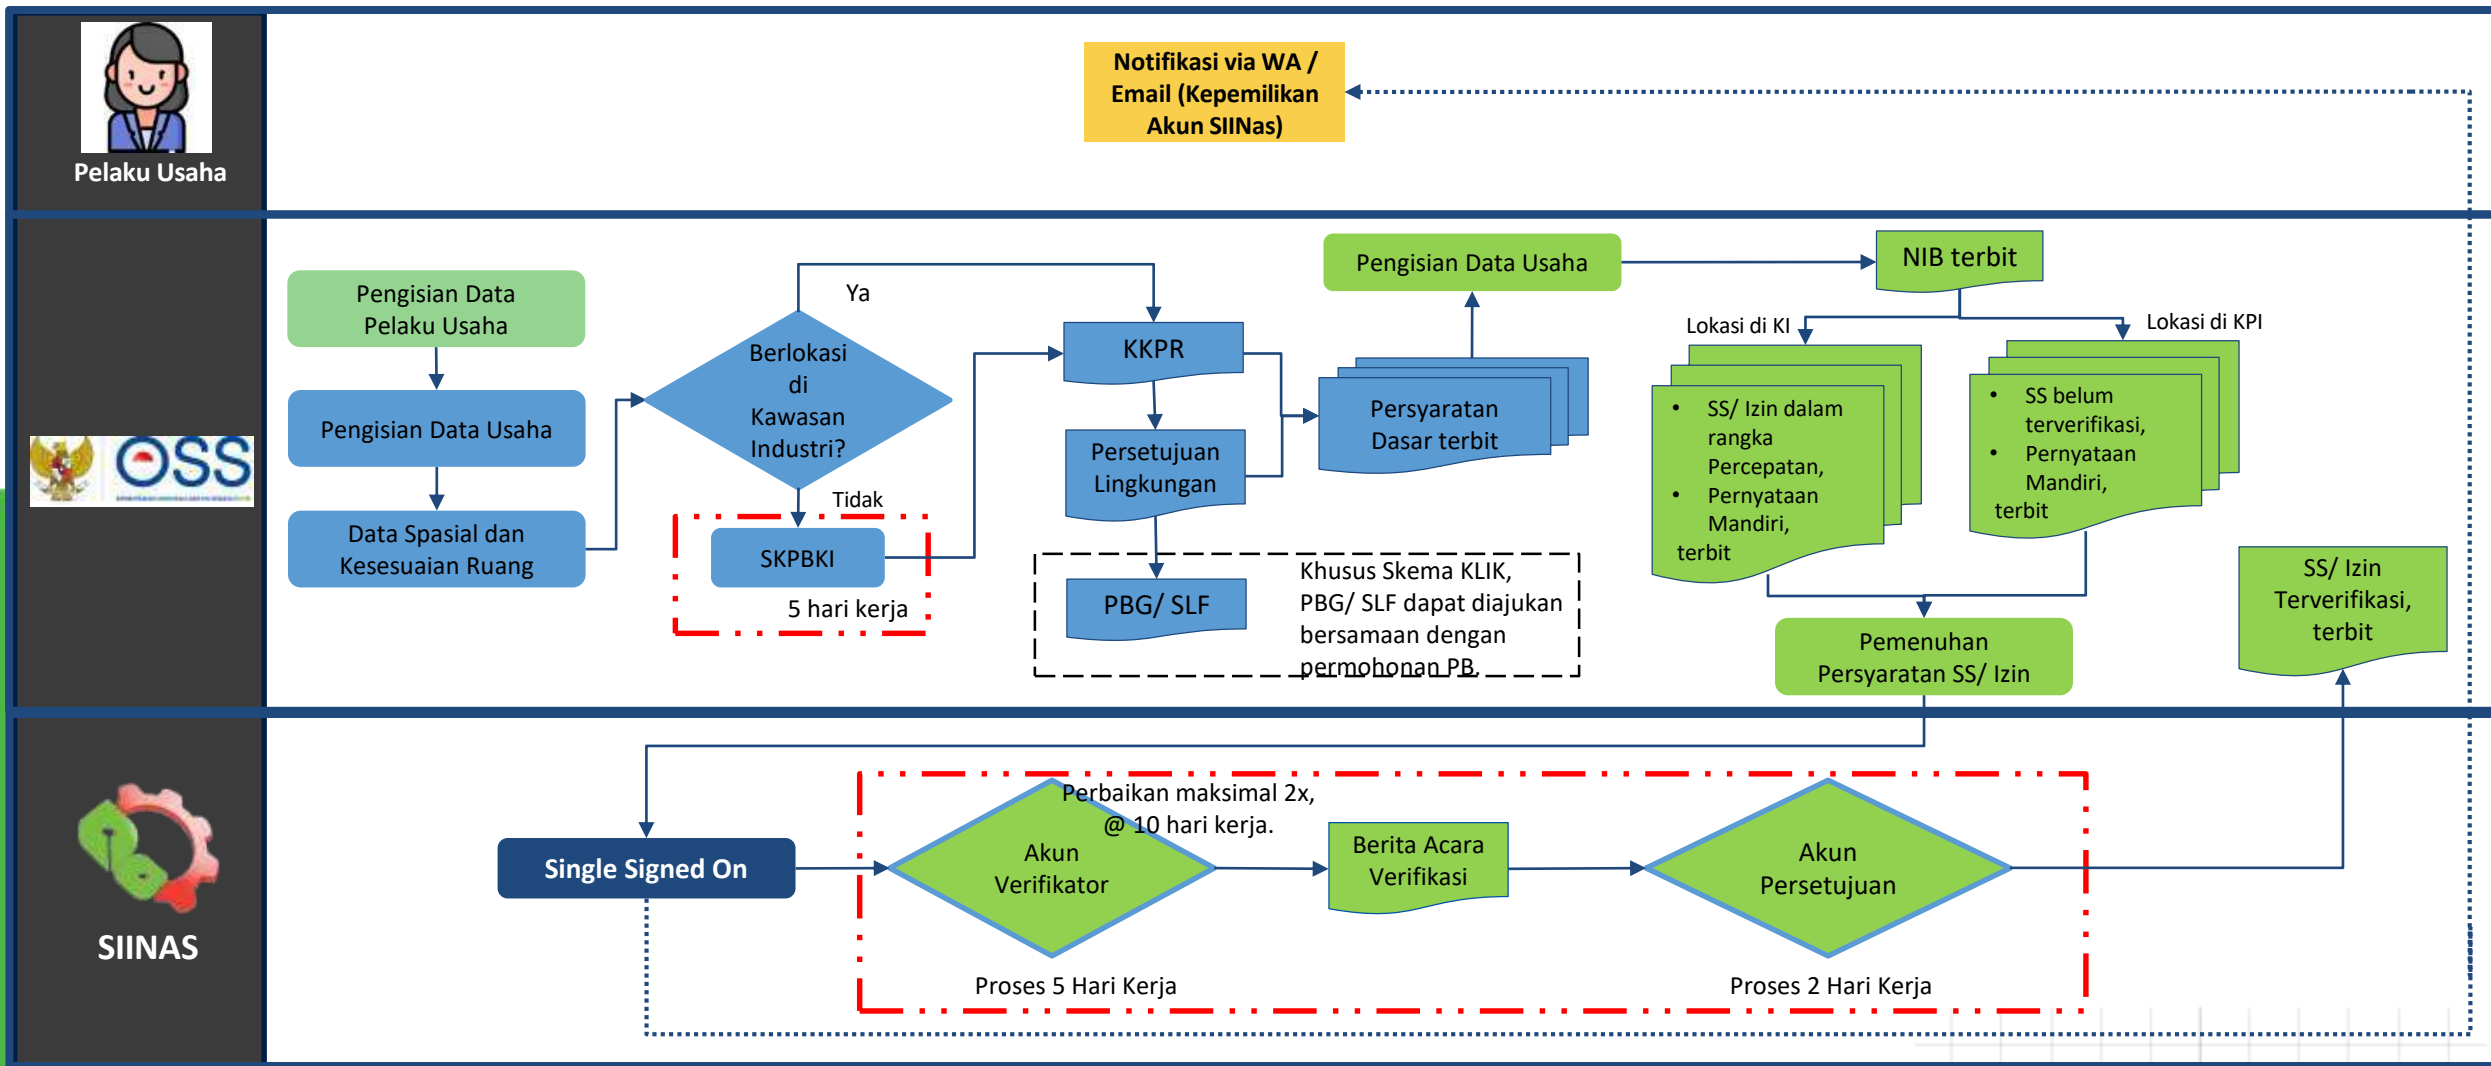 Pelaku Usaha
Notifikasi via WA /
Email (Kepemilikan
Akun SIINas)
OSS
Pengisian Data
Pelaku Usaha
Pengisian Data Usaha
Data Spasial dan
Kesesuaian Ruang
Berlokasi
di
Kawasan
Industri?
Ya
Tidak
SKPBKI
5 hari kerja
KKPR
Persetujuan
Lingkungan
PBG/ SLF
Khusus Skema KLIK,
PBG/ SLF dapat diajukan
bersamaan dengan
permohonan PB.
Persyaratan
Dasar terbit
Pengisian Data Usaha
NIB terbit
Lokasi di KI
Lokasi di KPI
• SS/ Izin dalam
rangka
Percepatan,
• Pernyataan
Mandiri,
terbit
• SS belum
terverifikasi,
• Pernyataan
Mandiri,
terbit
Pemenuhan
Persyaratan SS/ Izin
SS/ Izin
Terverifikasi,
terbit
SIINAS
Single Signed On
Perbaikan maksimal 2x,
@ 10 hari kerja.
Akun
Verifikator
Proses 5 Hari Kerja
Berita Acara
Verifikasi
Akun
Persetujuan
Proses 2 Hari Kerja